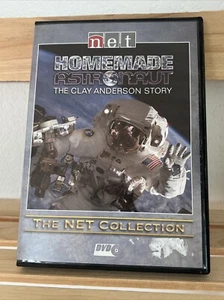 net
HOMEMADE
ASTRONAUT
THE CLAY ANDERSON STORY
THE NET COLLECTION
DVD